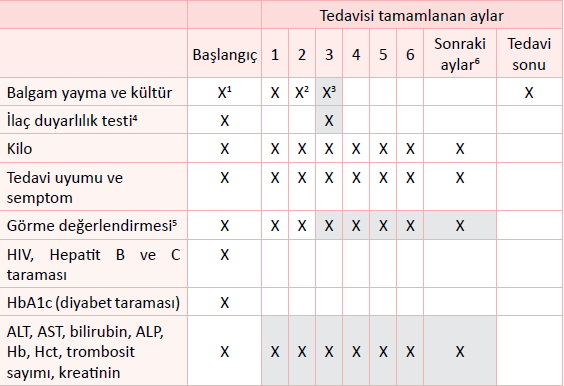 Tedavisi tamamlanan aylar
Başlangıç 1 2 3 4 5 6 Sonraki aylar⁶ Tedavi sonu
Balgam yayma ve kültür X¹ X X² X³ X
İlaç duyarlılık testi⁴ X X
Kilo X X X X X X X X
Tedavi uyumu ve
semptom X X X X X X X X
Görme değerlendirmesi⁵ X X X X X X X X
HIV, Hepatit B ve C
taraması X
HbA1c (diyabet taraması) X
ALT, AST, bilirubin, ALP,
Hb, Hct, trombosit
sayımı, kreatinin X X X X X X X X